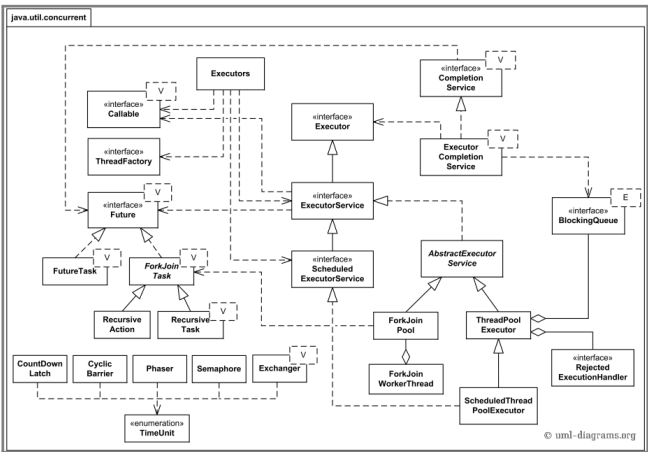 java.util.concurrent
Executors
V
«interface»
Completion
Service
V
«interface»
Callable
«interface»
Executor
V
Executor
Completion
Service
«interface»
ThreadFactory
V
«interface»
Future
«interface»
ExecutorService
E
«interface»
BlockingQueue
V
FutureTask
V
ForkJoin
Task
«interface»
Scheduled
ExecutorService
AbstractExecutor
Service
Recursive
Action
V
Recursive
Task
ForkJoin
Pool
ThreadPool
Executor
CountDown
Latch
Cyclic
Barrier
Phaser
Semaphore
V
Exchanger
ForkJoin
WorkerThread
«interface»
Rejected
ExecutionHandler
ScheduledThread
PoolExecutor
«enumeration»
TimeUnit
© uml-diagrams.org